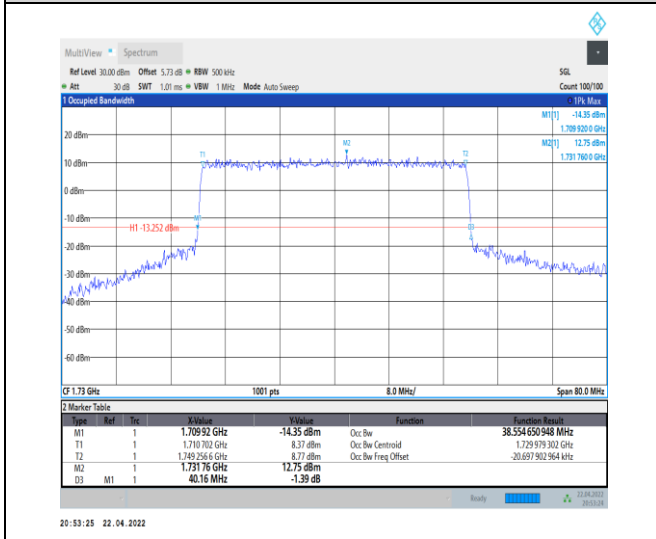 MultiView Spectrum
Ref Level 30.00 dBm Offset 5.73 dB RBW 500 kHz SGL
Att 30 dB SWT 1.01 ms VBW 1 MHz Mode Auto Sweep Count 100/100
1 Occupied Bandwidth 1Pk Max
M1[1] -14.35 dBm
1.709 920 0 GHz
M2[1] 12.75 dBm
1.731 760 0 GHz
20 dBm
M2
T1 T2
10 dBm
0 dBm
-10 dBm
M1
H1 -13.252 dBm
D3
-20 dBm
-30 dBm
-40 dBm
-50 dBm
-60 dBm
CF 1.73 GHz 1001 pts 8.0 MHz/ Span 80.0 MHz
2 Marker Table
Type Ref Trc X-Value Y-Value Function Function Result
M1 1 1.709 92 GHz -14.35 dBm Occ Bw 38.554 650 948 MHz
T1 1 1.710 702 GHz 8.37 dBm Occ Bw Centroid 1.729 979 302 GHz
T2 1 1.749 256 6 GHz 8.77 dBm Occ Bw Freq Offset -20.697 902 964 kHz
M2 1 1.731 76 GHz 12.75 dBm
D3 M1 1 40.16 MHz -1.39 dB
Ready 22.04.2022
20:53:24
20:53:25 22.04.2022